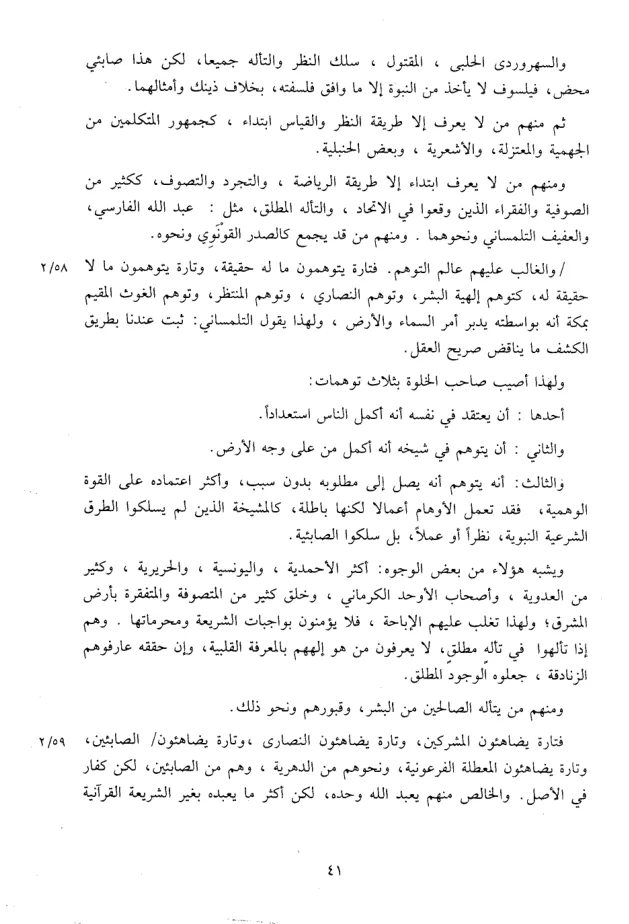 والسهروردى الحلبى ، المقتول ، سلك النظر والتأله جميعا، لكن هذا صابئي
محض، فيلسوف لا يأخذ من النبوة إلا ما وافق فلسفته، بخلاف ذينك وأمثالهما.
ثم منهم من لا يعرف إلا طريقة النظر والقياس ابتداء ، كجمهور المتكلمين من
الجهمية والمعتزلة، والأشعرية ، وبعض الحنبلية.
ومنهم من لا يعرف ابتداء إلا طريقة الرياضة ، والتجرد والتصوف، ككثير من
الصوفية والفقراء الذين وقعوا في الاتحاد ، والتأله المطلق، مثل : عبد الله الفارسي،
والعفيف التلمساني ونحوهما . ومنهم من قد يجمع كالصدر القونَوِي ونحوه.
/ والغالب عليهم عالم التوهم. فتارة يتوهمون ما له حقيقة، وتارة يتوهمون ما لا ٢/٥٨
حقيقة له، كتوهم إلهية البشر، وتوهم النصاري ، وتوهم المنتظر، وتوهم الغوث المقيم
بمكة أنه بواسطته يدبر أمر السماء والأرض ، ولهذا يقول التلمساني: ثبت عندنا بطريق
الكشف ما يناقض صريح العقل.
ولهذا أصيب صاحب الخلوة بثلاث توهمات:
أحدها : أن يعتقد في نفسه أنه أكمل الناس استعداداً.
والثاني : أن يتوهم في شيخه أنه أكمل من على وجه الأرض.
والثالث: أنه يتوهم أنه يصل إلى مطلوبه بدون سبب، وأكثر اعتماده على القوة
الوهمية، فقد تعمل الأوهام أعمالا لكنها باطلة، كالمشيخة الذين لم يسلكوا الطرق
الشرعية النبوية، نظراً أو عملاً، بل سلكوا الصابئية.
ويشبه هؤلاء من بعض الوجوه: أكثر الأحمدية ، واليونسية ، والحريرية ، وكثير
من العدوية ، وأصحاب الأوحد الكرماني ، وخلق كثير من المتصوفة والمتفقرة بأرض
المشرق؛ ولهذا تغلب عليهم الإباحة ، فلا يؤمنون بواجبات الشريعة ومحرماتها . وهم
إذا تألهوا في تأله مطلقٍ، لا يعرفون من هو إلههم بالمعرفة القلبية، وإن حققه عارفوهم
الزنادقة ، جعلوه الوجود المطلق.
ومنهم من يتأله الصالحين من البشر، وقبورهم ونحو ذلك.
فتارة يضاهئون المشركين، وتارة يضاهئون النصارى ،وتارة يضاهئون/ الصابئين، ٢/٥٩
وتارة يضاهئون المعطلة الفرعونية، ونحوهم من الدهرية ، وهم من الصابئين، لكن كفار
في الأصل. والخالص منهم يعبد الله وحده، لكن أكثر ما يعبده بغير الشريعة القرآنية
٤١